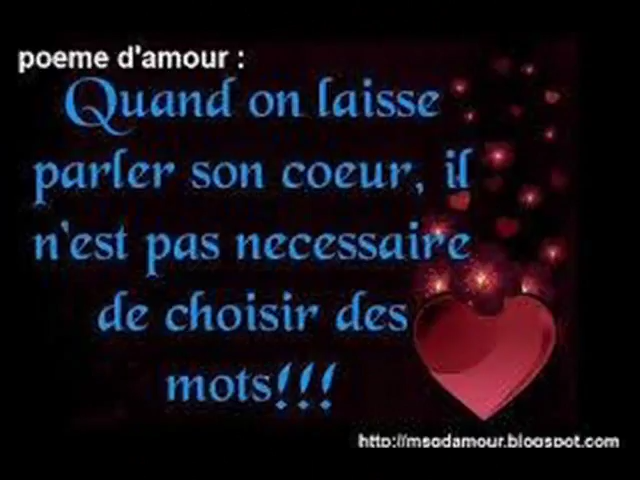 poeme d'amour :
Quand on laisse
parler son coeur, il
n'est pas necessaire
de choisir des
mots!!!
http://msgdamour.blogspot.com